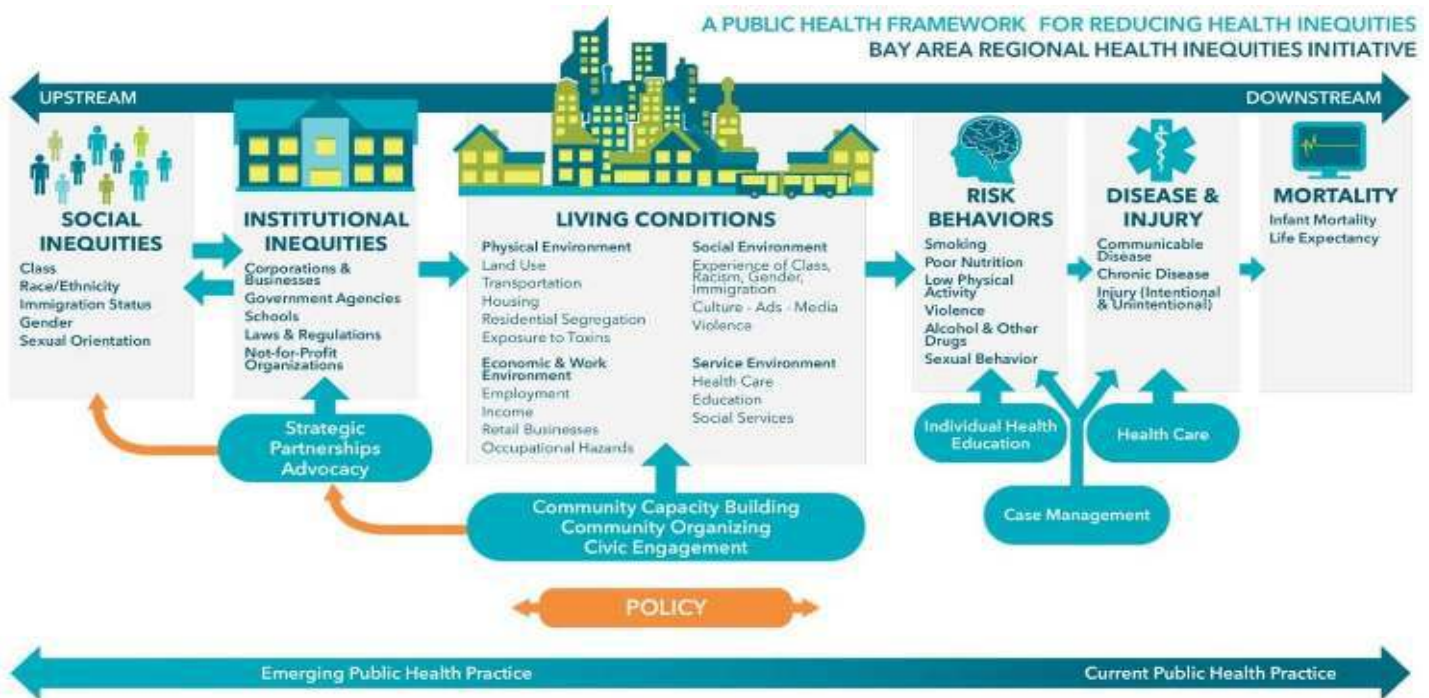 A PUBLIC HEALTH FRAMEWORK FOR REDUCING HEALTH INEQUITIES
BAY AREA REGIONAL HEALTH INEQUITIES INITIATIVE
UPSTREAM
DOWNSTREAM
SOCIAL
INEQUITIES
Class
Race/Ethnicity
Immigration Status
Gender
Sexual Orientation
INSTITUTIONAL
INEQUITIES
Corporations &
Businesses
Government Agencies
Schools
Laws & Regulations
Not-for-Profit
Organizations
LIVING CONDITIONS
Physical Environment
Land Use
Transportation
Housing
Residential Segregation
Exposure to Toxins
Economic & Work
Environment
Employment
Income
Retail Businesses
Occupational Hazards
Social Environment
Experience of Class,
Racism, Gender,
Immigration
Culture - Ads - Media
Violence
Service Environment
Health Care
Education
Social Services
RISK
BEHAVIORS
Smoking
Poor Nutrition
Low Physical
Activity
Violence
Alcohol & Other
Drugs
Sexual Behavior
DISEASE &
INJURY
Communicable
Disease
Chronic Disease
Injury (Intentional
& Unintentional)
MORTALITY
Infant Mortality
Life Expectancy
Strategic
Partnerships
Advocacy
Community Capacity Building
Community Organizing
Civic Engagement
Individual Health
Education
Health Care
Case Management
POLICY
Emerging Public Health Practice
Current Public Health Practice